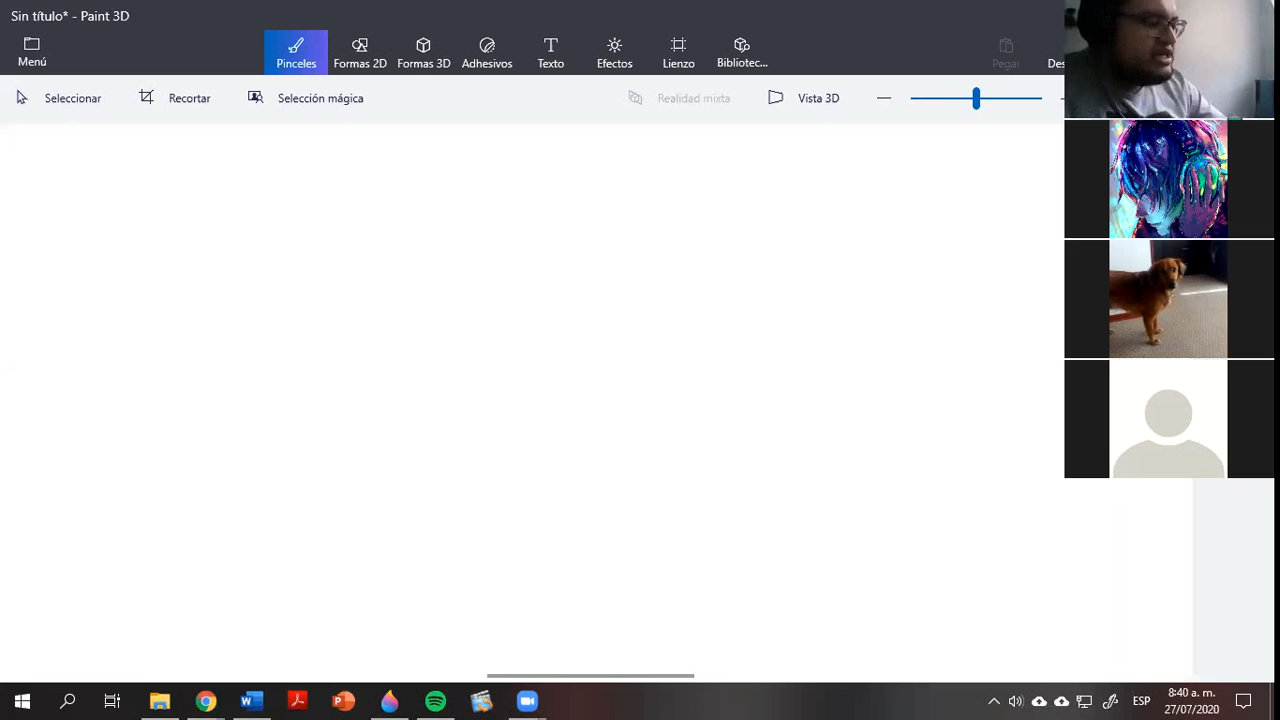 Sin título* - Paint 3D
Menú
Pinceles
Formas 2D
Formas 3D
Adhesivos
Texto
Efectos
Lienzo
Bibliotec...
Pegar
Des
Seleccionar
Recortar
Selección mágica
Realidad mixta
Vista 3D
ESP
8:40 a. m.
27/07/2020